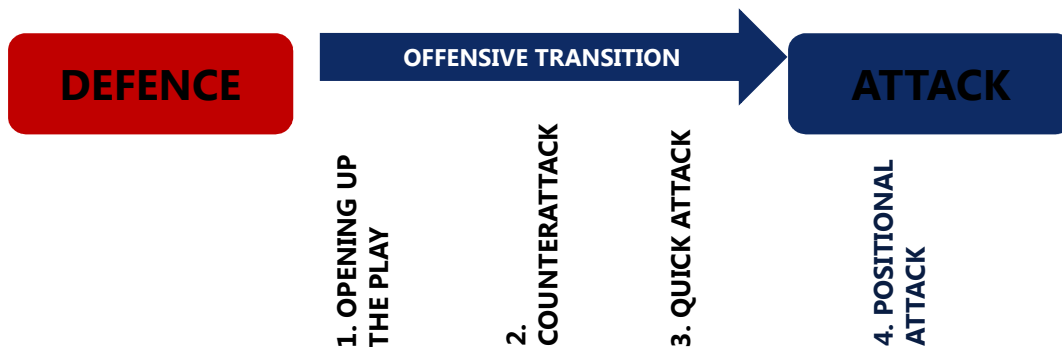 DEFENCE
OFFENSIVE TRANSITION
ATTACK
1. OPENING UP
THE PLAY
2.
COUNTERATTACK
3. QUICK ATTACK
4. POSITIONAL
ATTACK